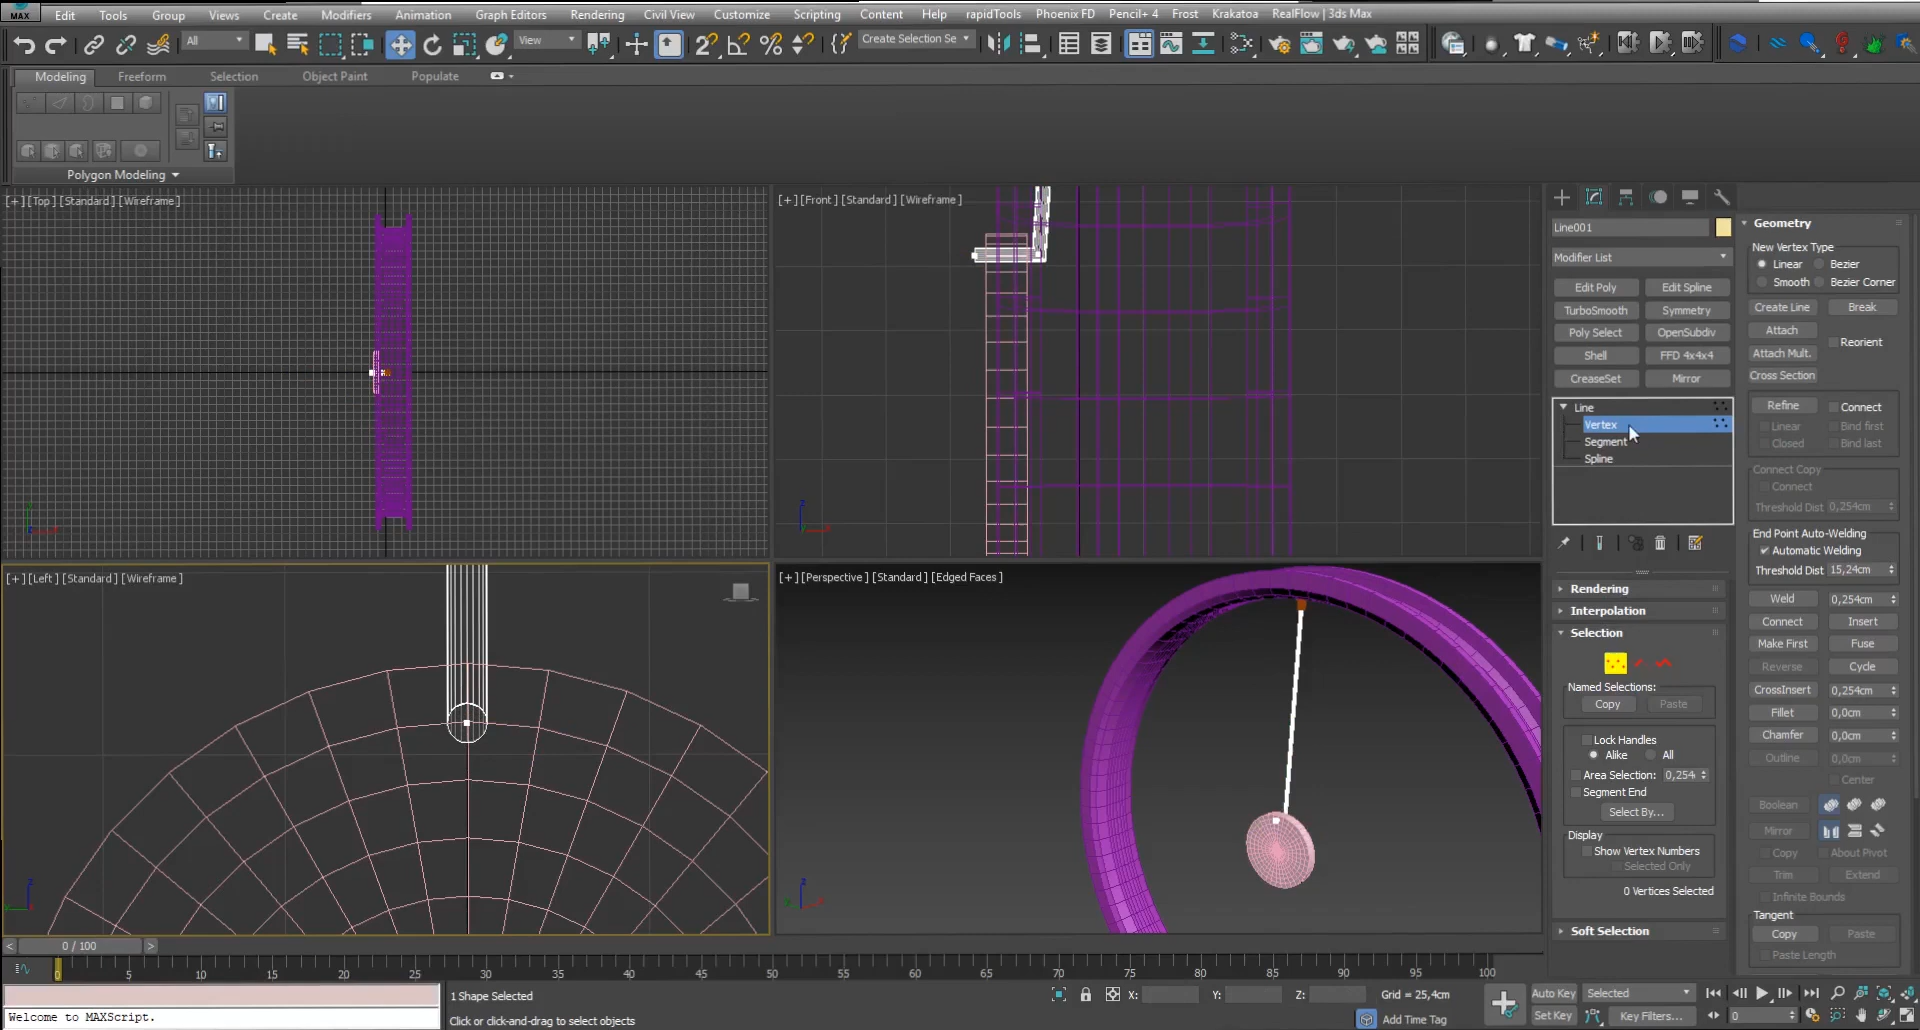 MAX
Edit Tools Group Views Create Modifiers Animation Graph Editors Rendering Civil View Customize Scripting Content Help rapidTools Phoenix FD Pencil+ 4 Frost Krakatoa RealFlow | 3ds Max
All View Create Selection Se
Modeling Freeform Selection Object Paint Populate
Polygon Modeling
[+] [Top] [Standard] [Wireframe]
[+] [Front] [Standard] [Wireframe]
[+] [Left] [Standard] [Wireframe]
[+] [Perspective] [Standard] [Edged Faces]
Line001
Modifier List
Edit Poly Edit Spline
TurboSmooth Symmetry
Poly Select OpenSubdiv
Shell FFD 4x4x4
CreaseSet Mirror
Line
Vertex
Segment
Spline
Rendering
Interpolation
Selection
Named Selections:
Copy Paste
Lock Handles
Alike All
Area Selection: 0,254
Segment End
Select By...
Display
Show Vertex Numbers
Selected Only
0 Vertices Selected
Soft Selection
Geometry
New Vertex Type
Linear Bezier
Smooth Bezier Corner
Create Line Break
Attach
Reorient
Attach Mult.
Cross Section
Refine Connect
Linear Bind first
Closed Bind last
Connect Copy
Connect
Threshold Dist 0,254cm
End Point Auto-Welding
Automatic Welding
Threshold Dist 15,24cm
Weld 0,254cm
Connect Insert
Make First Fuse
Reverse Cycle
CrossInsert 0,254cm
Fillet 0,0cm
Chamfer 0,0cm
Outline 0,0cm
Center
Boolean
Mirror
Copy About Pivot
Trim Extend
Infinite Bounds
Tangent
Copy Paste
Paste Length
< 0 / 100 >
0 5 10 15 20 25 30 35 40 45 50 55 60 65 70 75 80 85 90 95 100
1 Shape Selected
X: Y: Z: Grid = 25,4cm
Auto Key Selected
Welcome to MAXScript.
Click or click-and-drag to select objects
Add Time Tag
Set Key Key Filters... 0